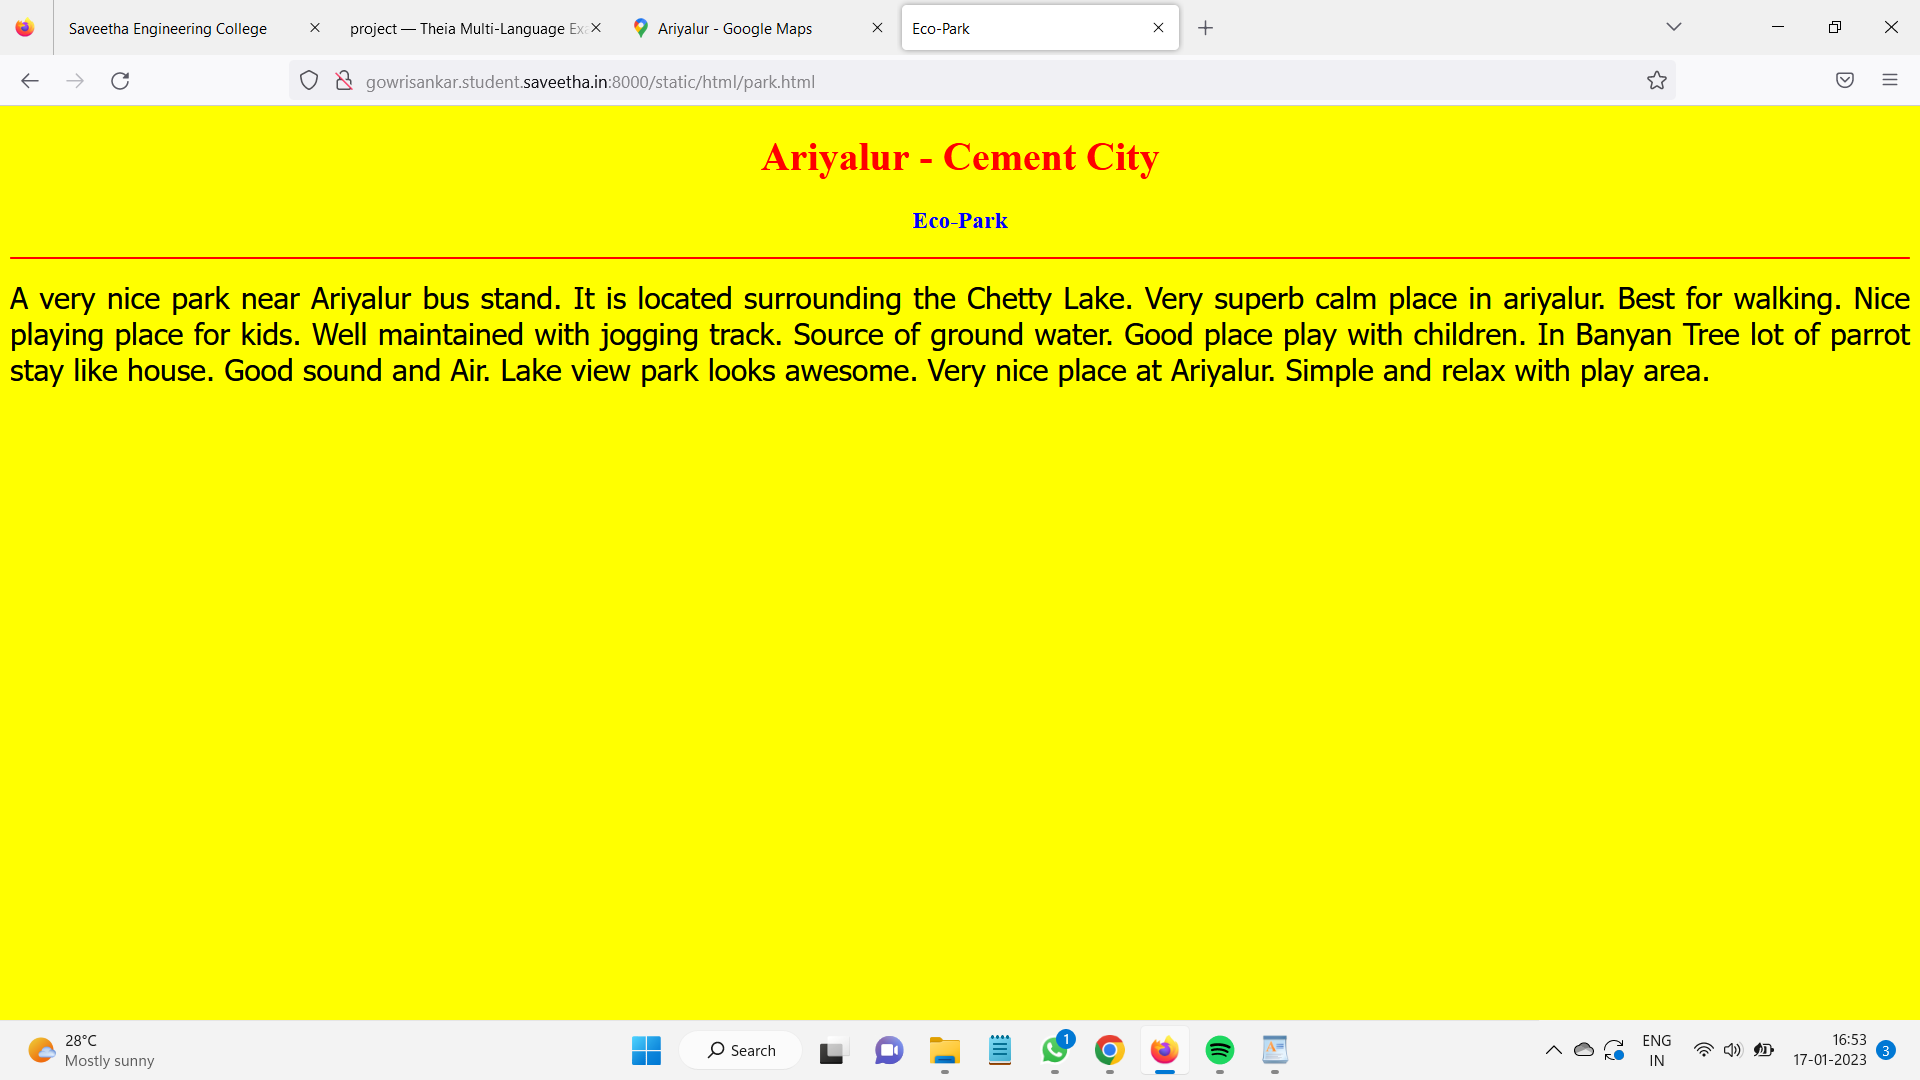 Saveetha Engineering College
project — Theia Multi-Language Exa
Ariyalur - Google Maps
Eco-Park
gowrisankar.student.saveetha.in:8000/static/html/park.html
Ariyalur - Cement City
Eco-Park
A very nice park near Ariyalur bus stand. It is located surrounding the Chetty Lake. Very superb calm place in ariyalur. Best for walking. Nice
playing place for kids. Well maintained with jogging track. Source of ground water. Good place play with children. In Banyan Tree lot of parrot
stay like house. Good sound and Air. Lake view park looks awesome. Very nice place at Ariyalur. Simple and relax with play area.
28°C
Mostly sunny
Search
1
ENG
IN
16:53
17-01-2023
3